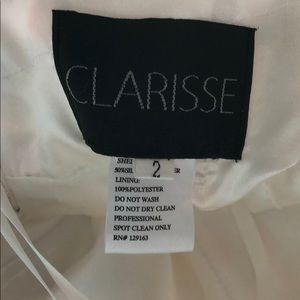 CLARISSE
2
LINING:
100%POLYESTER
DO NOT WASH
DO NOT DRY CLEAN
PROFESSIONAL
SPOT CLEAN ONLY
RN# 129163